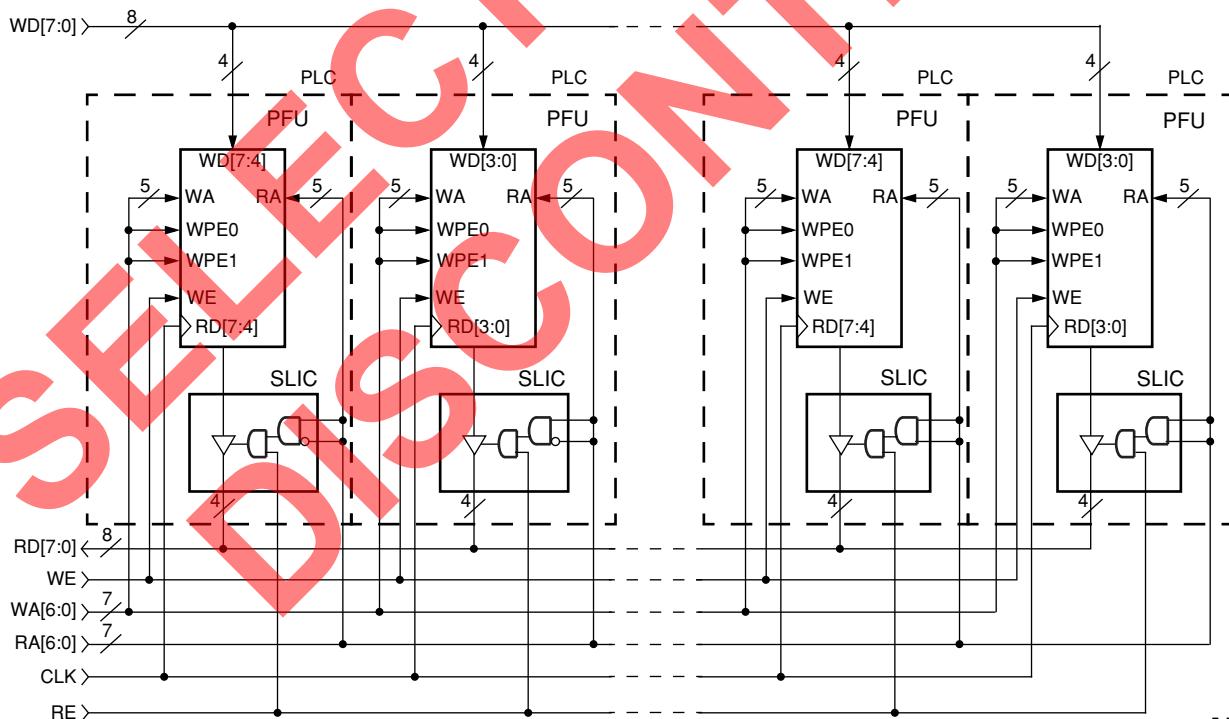 WD[7:0] 8
4 4 4 4
PLC PLC PLC PLC
PFU PFU PFU PFU
WD[7:4] WD[3:0] WD[7:4] WD[3:0]
5 WA RA 5 5 WA RA 5 5 WA RA 5 5 WA RA 5
WPE0 WPE0 WPE0 WPE0
WPE1 WPE1 WPE1 WPE1
WE WE WE WE
RD[7:4] RD[3:0] RD[7:4] RD[3:0]
SLIC SLIC SLIC SLIC
4 4 4 4
RD[7:0] 8
WE
WA[6:0] 7
RA[6:0] 7
CLK
RE
SELECT
DISCONT